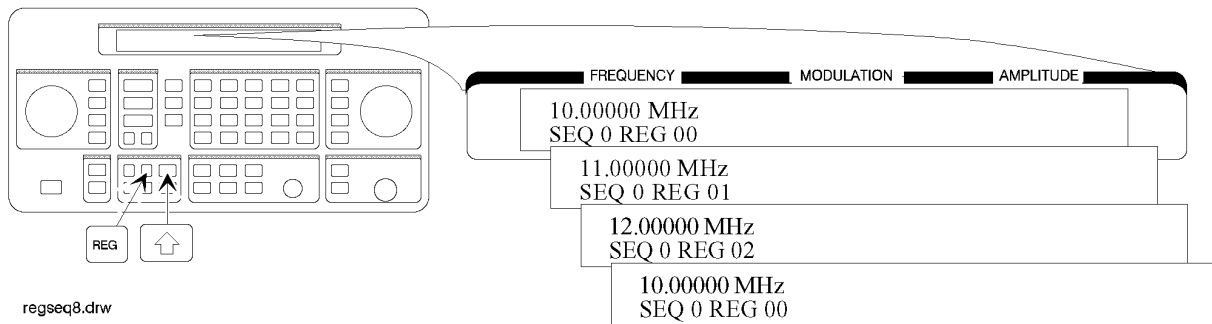 FREQUENCY MODULATION AMPLITUDE
10.00000 MHz
SEQ 0 REG 00
11.00000 MHz
SEQ 0 REG 01
12.00000 MHz
SEQ 0 REG 02
10.00000 MHz
SEQ 0 REG 00
REG
regseq8.drw